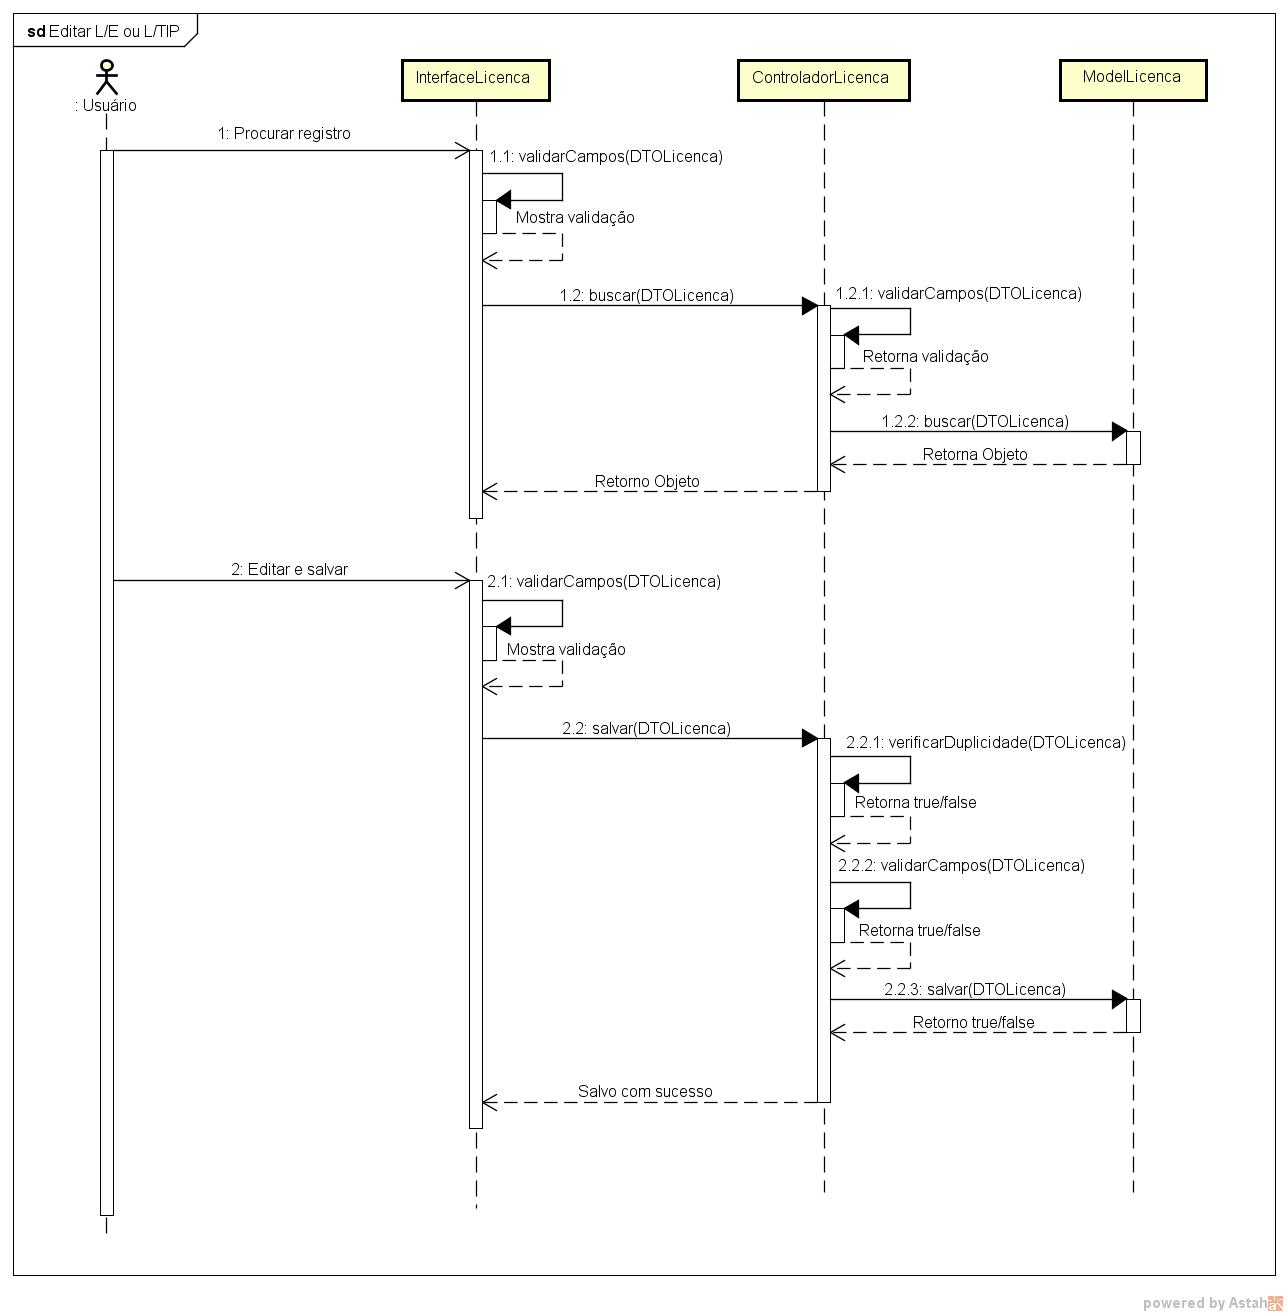 sd Editar L/E ou L/TIP
: Usuário
InterfaceLicenca
ControladorLicenca
ModelLicenca
1: Procurar registro
1.1: validarCampos(DTOLicenca)
Mostra validação
1.2: buscar(DTOLicenca)
1.2.1: validarCampos(DTOLicenca)
Retorna validação
1.2.2: buscar(DTOLicenca)
Retorna Objeto
Retorno Objeto
2: Editar e salvar
2.1: validarCampos(DTOLicenca)
Mostra validação
2.2: salvar(DTOLicenca)
2.2.1: verificarDuplicidade(DTOLicenca)
Retorna true/false
2.2.2: validarCampos(DTOLicenca)
Retorna true/false
2.2.3: salvar(DTOLicenca)
Retorno true/false
Salvo com sucesso
powered by Astah